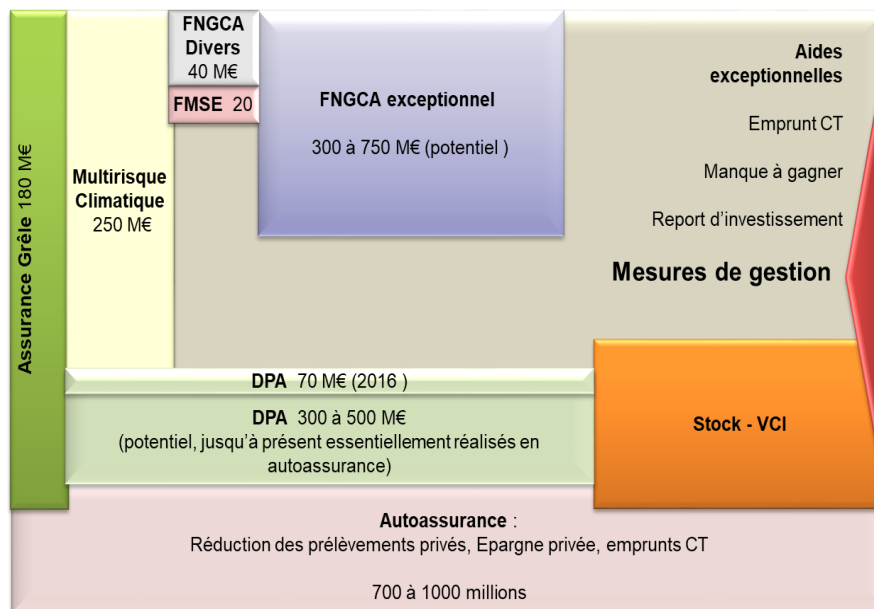 Assurance Grêle 180 M€
Multirisque
Climatique
250 M€
FNGCA
Divers
40 M€
FMSE 20
FNGCA exceptionnel
300 à 750 M€ (potentiel )
Aides
exceptionnelles
Emprunt CT
Manque à gagner
Report d’investissement
Mesures de gestion
DPA 70 M€ (2016 )
DPA 300 à 500 M€
(potentiel, jusqu’à présent essentiellement réalisés en
autoassurance)
Stock - VCI
Autoassurance :
Réduction des prélèvements privés, Epargne privée, emprunts CT
700 à 1000 millions